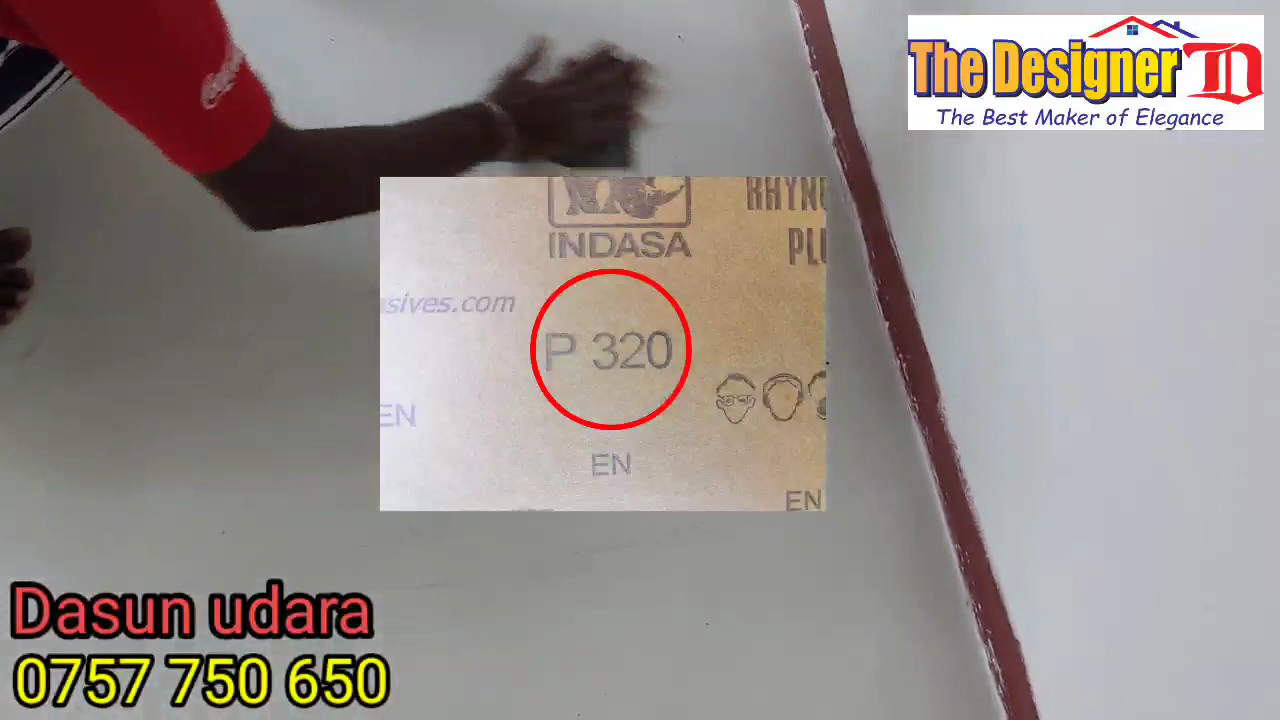 The Designer D
The Best Maker of Elegance
INDASA
sives.com
P 320
EN
EN
EN
Dasun udara
0757 750 650